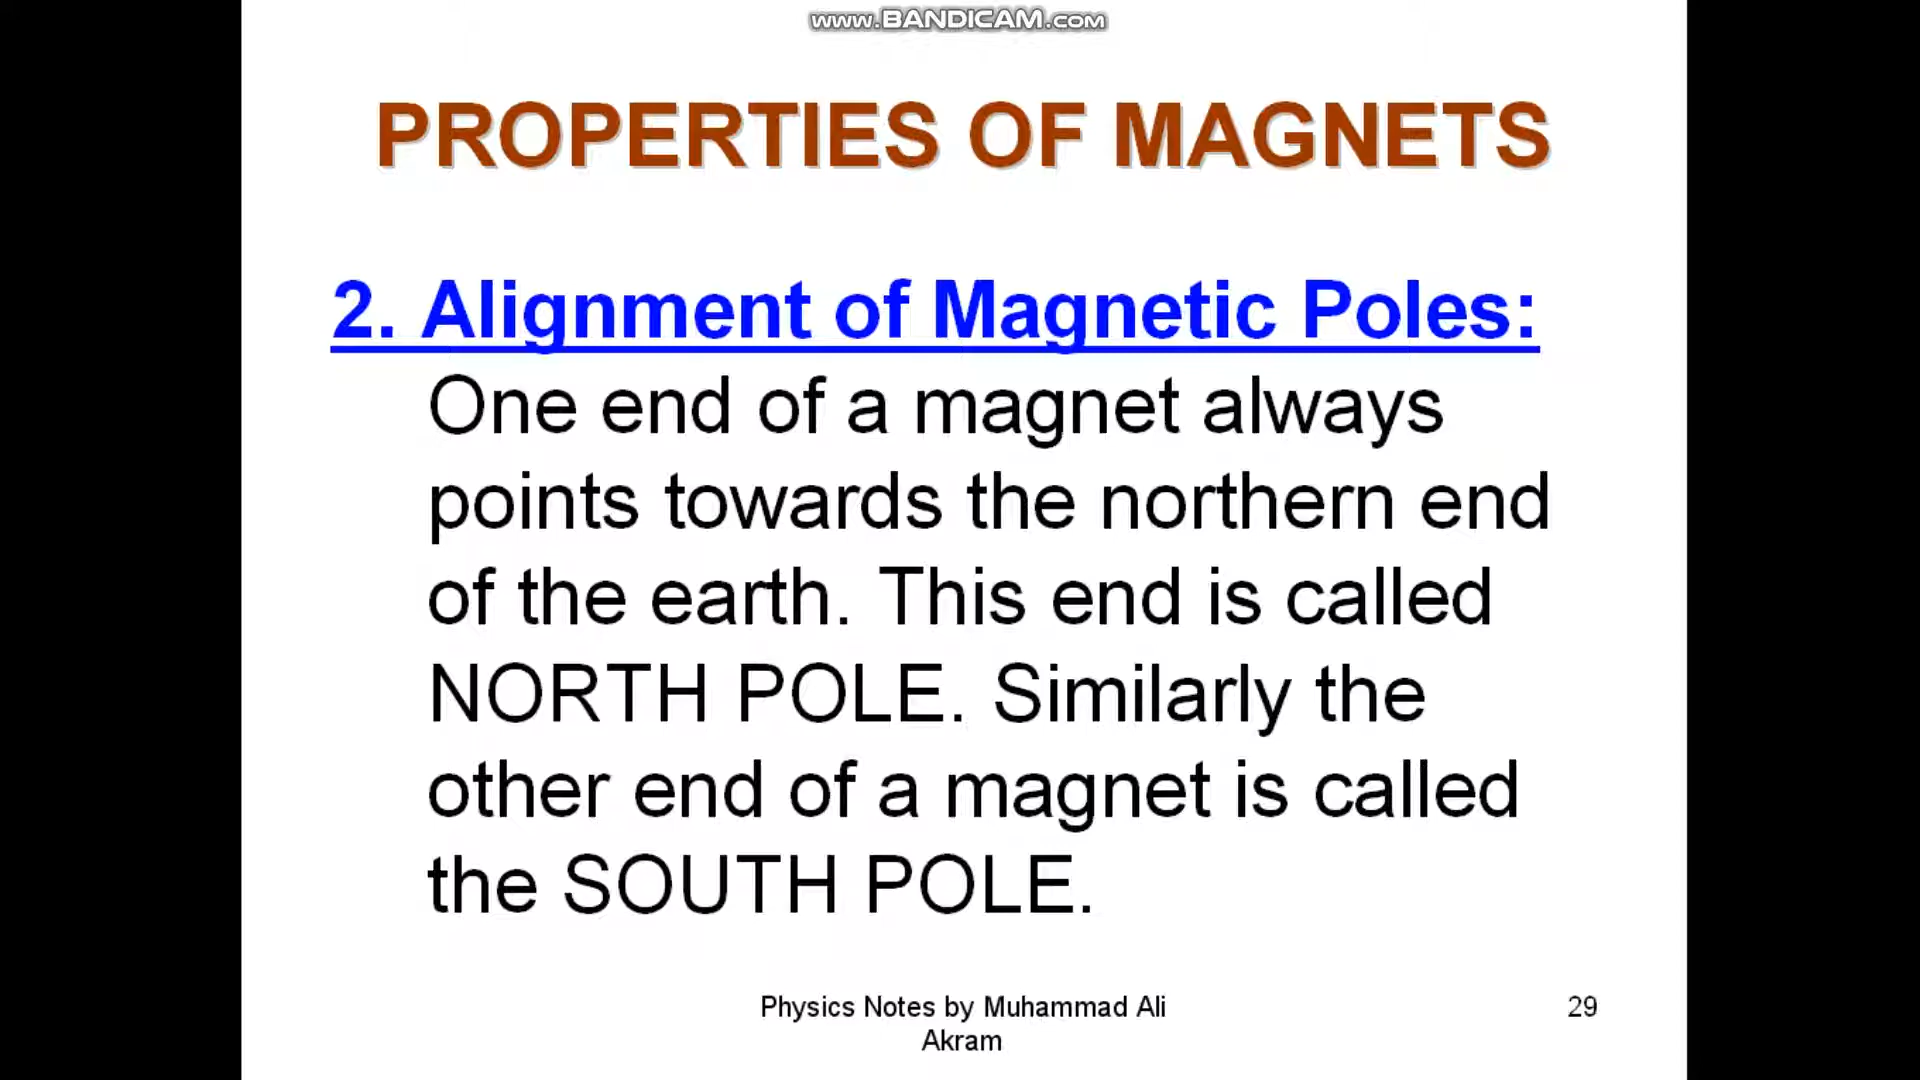 www.BANDICAM.com
PROPERTIES OF MAGNETS
2. Alignment of Magnetic Poles:
One end of a magnet always
points towards the northern end
of the earth. This end is called
NORTH POLE. Similarly the
other end of a magnet is called
the SOUTH POLE.
Physics Notes by Muhammad Ali
Akram
29